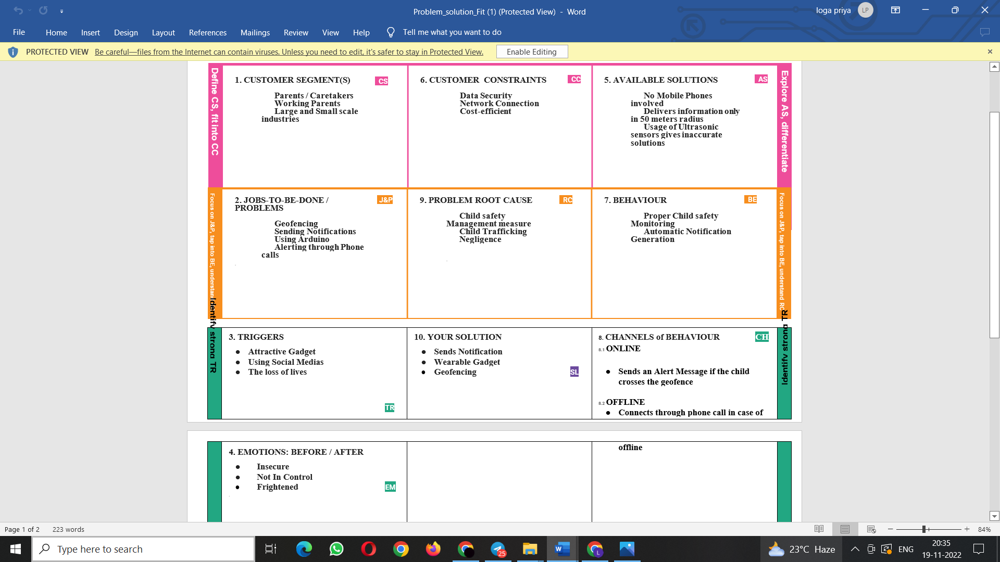 Problem_solution_Fit (1) (Protected View) - Word
loga priya
LP
File Home Insert Design Layout References Mailings Review View Help Tell me what you want to do
PROTECTED VIEW Be careful—files from the Internet can contain viruses. Unless you need to edit, it's safer to stay in Protected View. Enable Editing
Define CS, fit into CC
1. CUSTOMER SEGMENT(S)
CS
Parents / Caretakers
Working Parents
Large and Small scale
industries
6. CUSTOMER CONSTRAINTS
CC
Data Security
Network Connection
Cost-efficient
5. AVAILABLE SOLUTIONS
AS
No Mobile Phones
involved
Delivers information only
in 50 meters radius
Usage of Ultrasonic
sensors gives inaccurate
solutions
Explore AS, differentiate
Focus on J&P, tap into BE, understan
2. JOBS-TO-BE-DONE /
PROBLEMS
J&P
Geofencing
Sending Notifications
Using Arduino
Alerting through Phone
calls
9. PROBLEM ROOT CAUSE
RC
Child safety
Management measure
Child Trafficking
Negligence
7. BEHAVIOUR
BE
Proper Child safety
Monitoring
Automatic Notification
Generation
Focus on J&P, tap into BE, understand RC
Identify strong TR
3. TRIGGERS
● Attractive Gadget
● Using Social Medias
● The loss of lives
TR
10. YOUR SOLUTION
● Sends Notification
● Wearable Gadget
● Geofencing
SL
8. CHANNELS of BEHAVIOUR
CH
8.1 ONLINE
● Sends an Alert Message if the child
crosses the geofence
8.2 OFFLINE
● Connects through phone call in case of
Identify strong TR
4. EMOTIONS: BEFORE / AFTER
● Insecure
● Not In Control
● Frightened
EM
offline
Page 1 of 2 223 words
84%
Type here to search
25
W
L
23°C Haze
ENG
20:35
19-11-2022